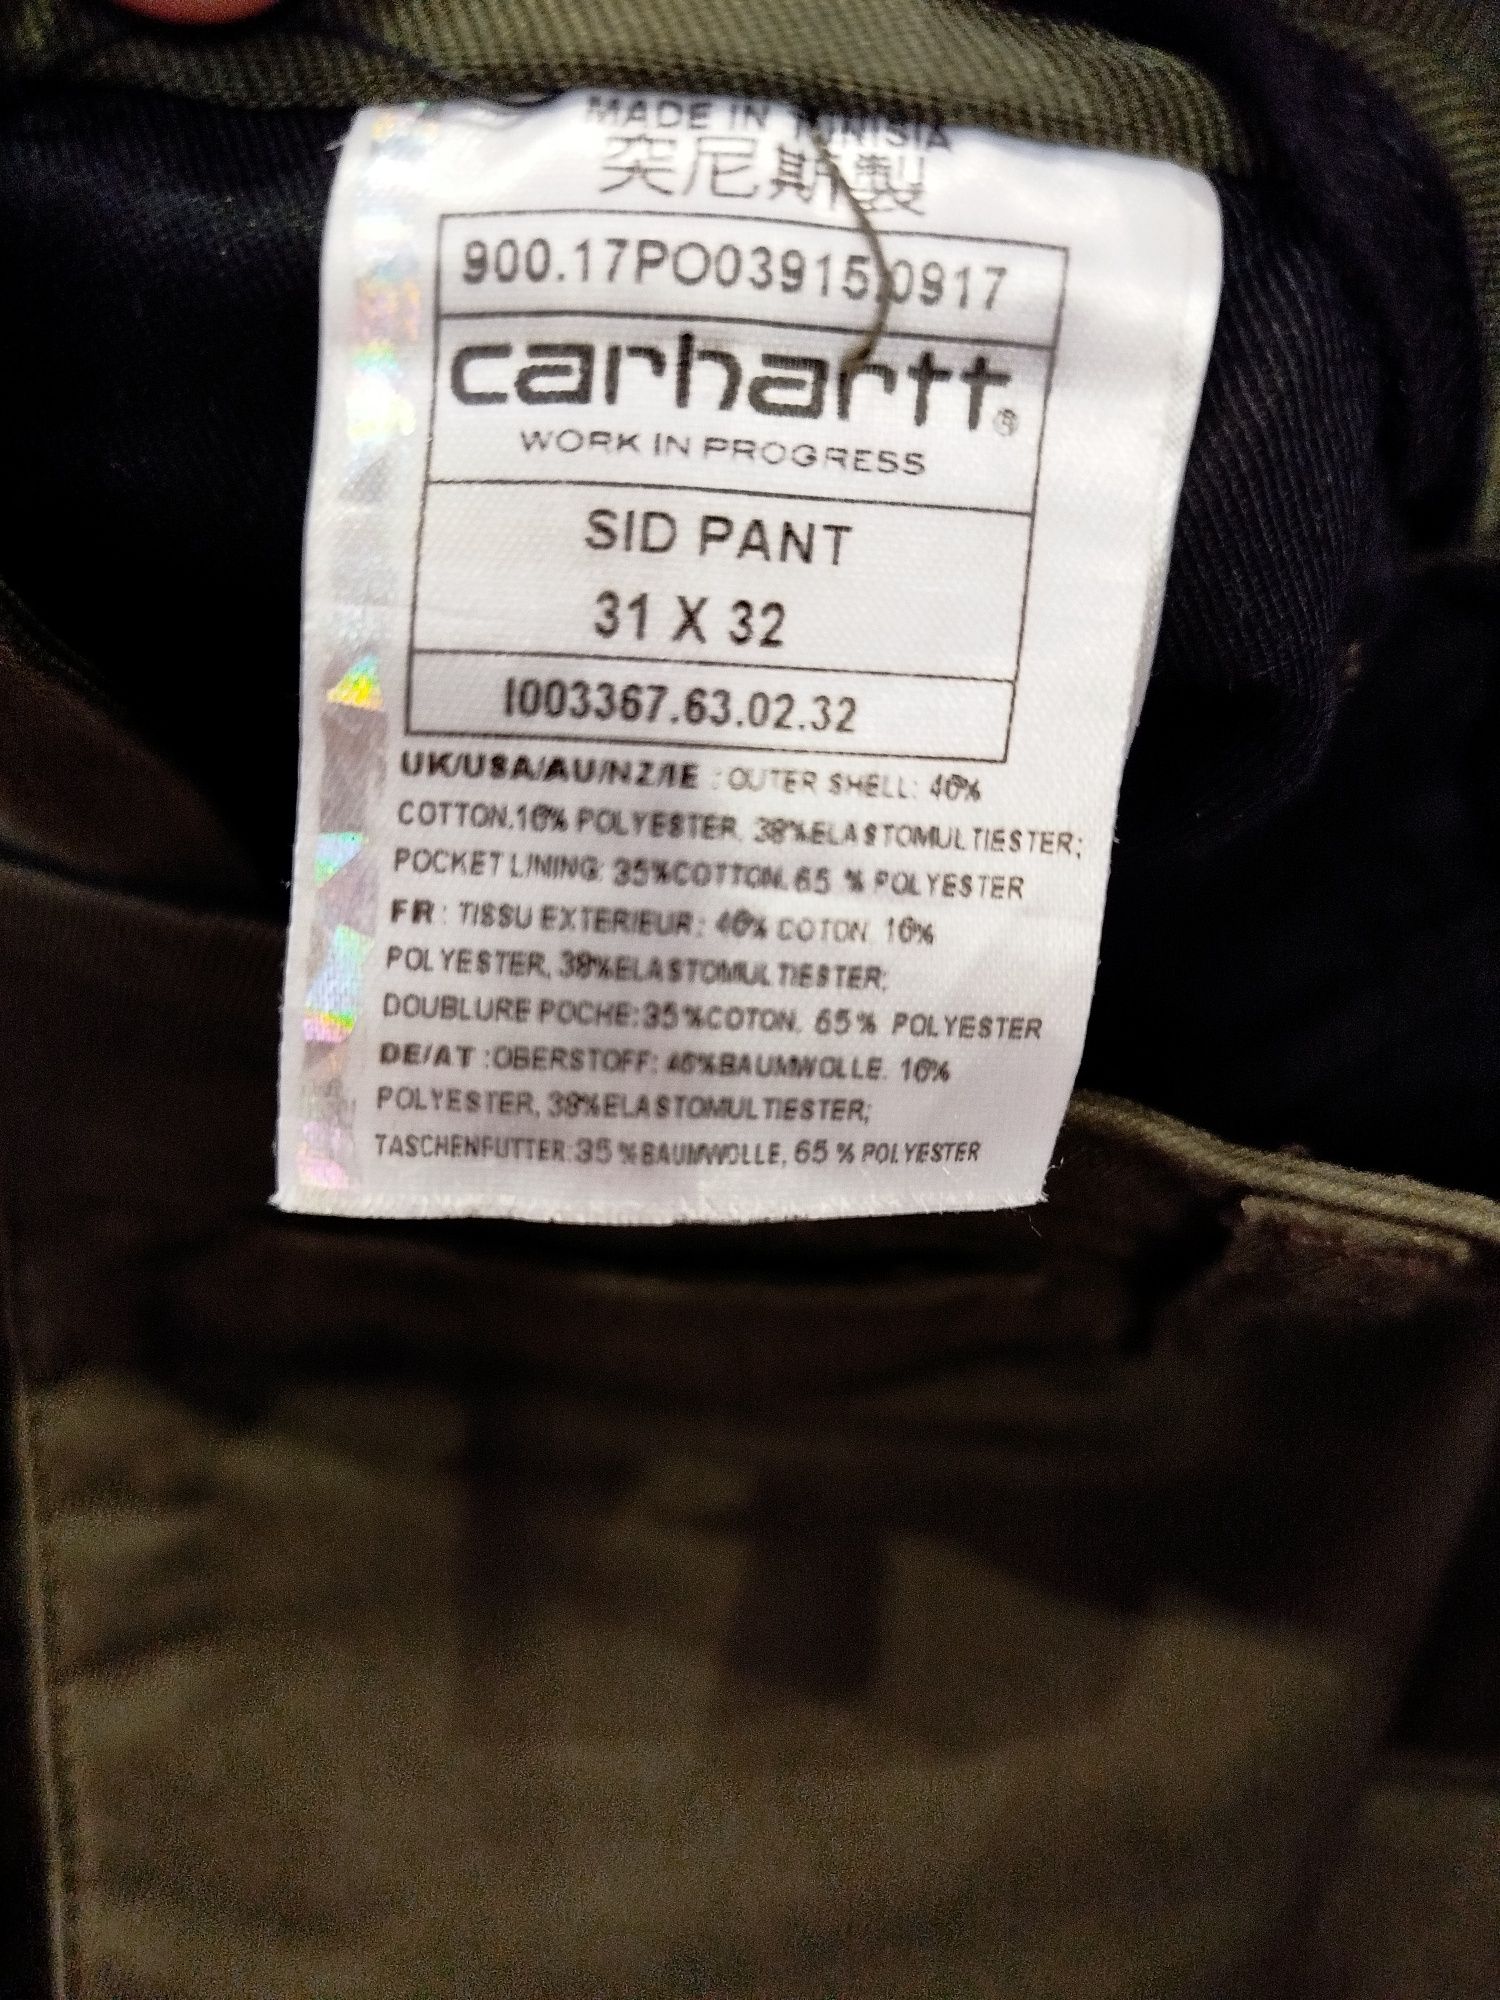 MADE IN TUNISIA
突尼斯製
900.17PO03915.0917
carhartt®
WORK IN PROGRESS
SID PANT
31 X 32
I003367.63.02.32
UK/USA/AU/NZ/IE : OUTER SHELL: 46%
COTTON.16% POLYESTER, 38%ELASTOMULTIESTER;
POCKET LINING: 35%COTTON, 65 % POLYESTER
FR : TISSU EXTERIEUR: 46% COTON, 16%
POLYESTER, 38%ELASTOMULTIESTER;
DOUBLURE POCHE:35%COTON, 65% POLYESTER
DE/AT :OBERSTOFF: 46%BAUMWOLLE, 16%
POLYESTER, 38%ELASTOMULTIESTER;
TASCHENFUTTER:35%BAUMWOLLE, 65 % POLYESTER